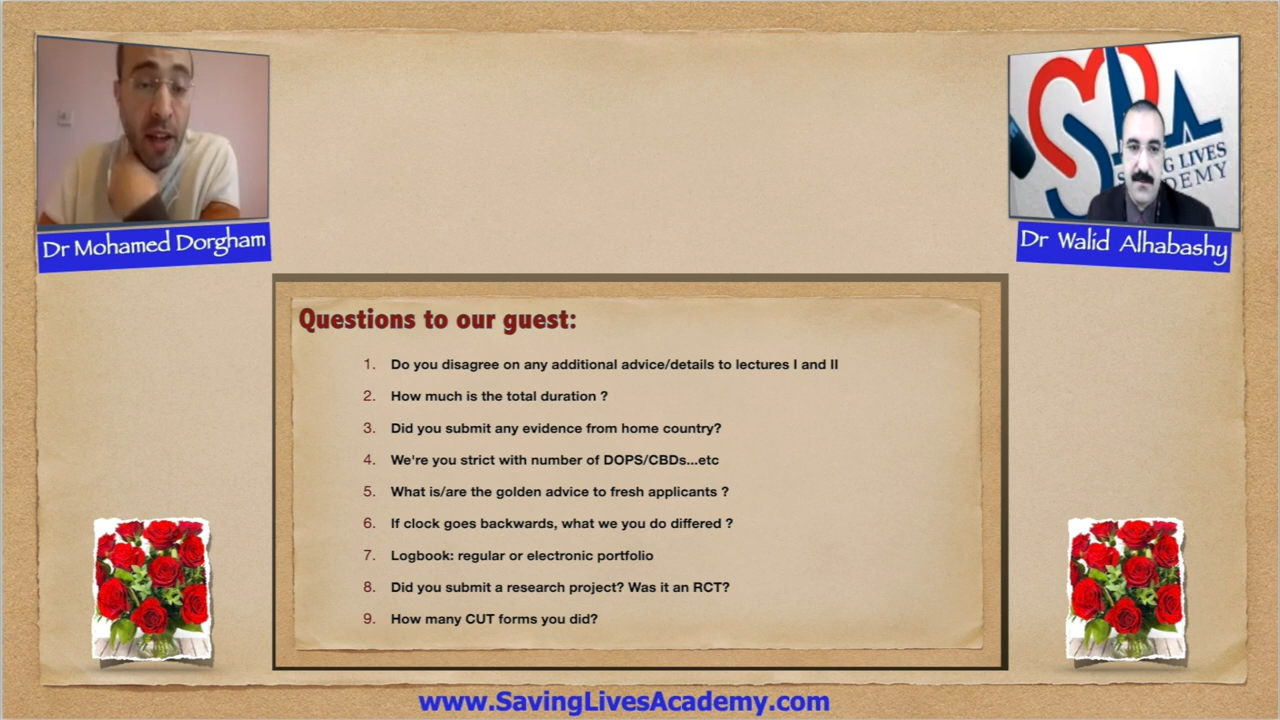 SAVING LIVES
ACADEMY
Dr Mohamed Dorgham
Dr Walid Alhabashy
Questions to our guest:
1. Do you disagree on any additional advice/details to lectures I and II
2. How much is the total duration ?
3. Did you submit any evidence from home country?
4. We're you strict with number of DOPS/CBDs...etc
5. What is/are the golden advice to fresh applicants ?
6. If clock goes backwards, what we you do differed ?
7. Logbook: regular or electronic portfolio
8. Did you submit a research project? Was it an RCT?
9. How many CUT forms you did?
www.SavingLivesAcademy.com